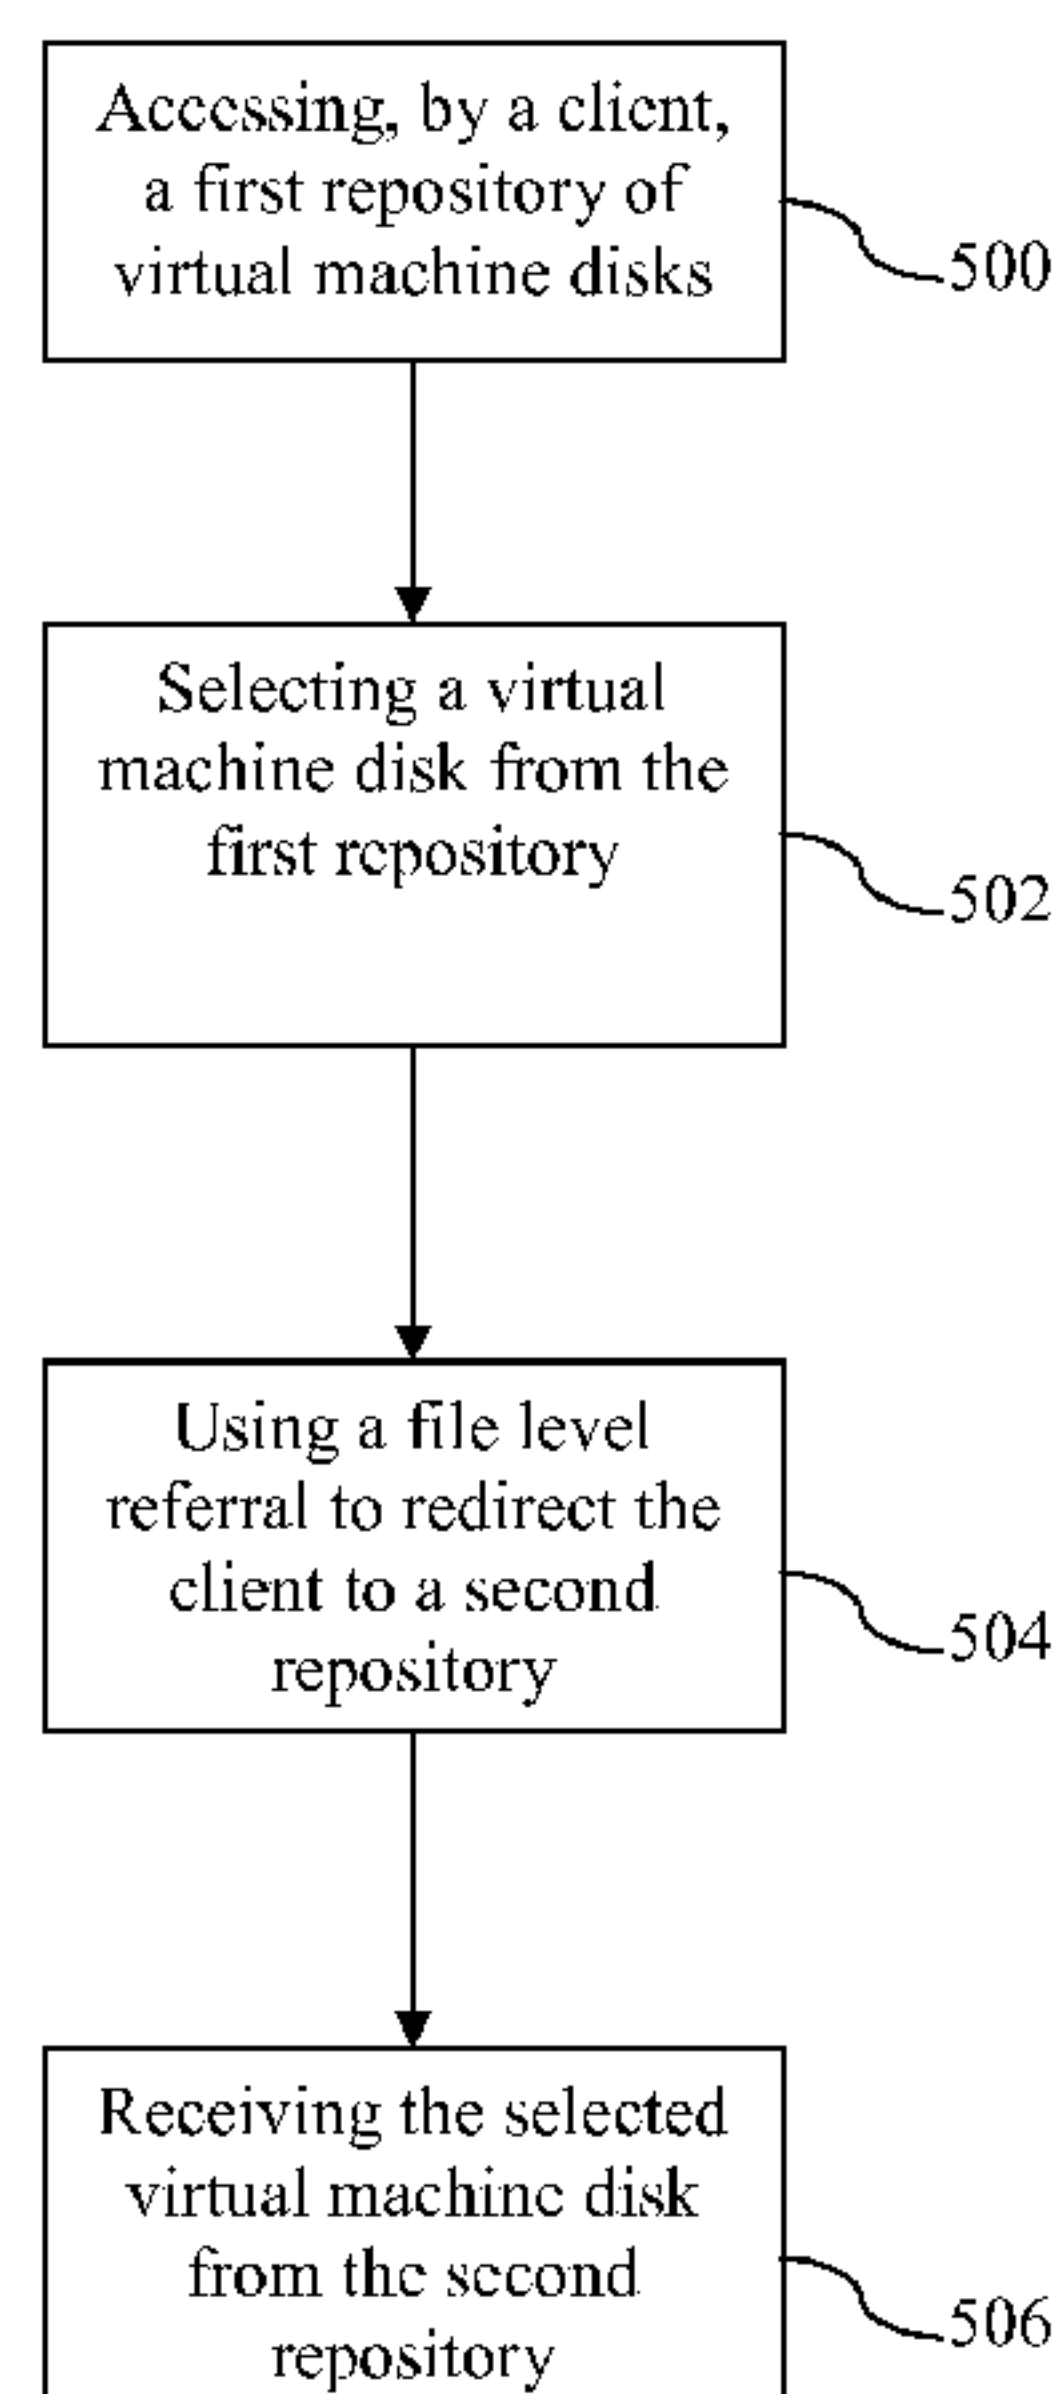 Accessing, by a client,
a first repository of
virtual machine disks
500
Selecting a virtual
machine disk from the
first repository
502
Using a file level
referral to redirect the
client to a second
repository
504
Receiving the selected
virtual machine disk
from the second
repository
506